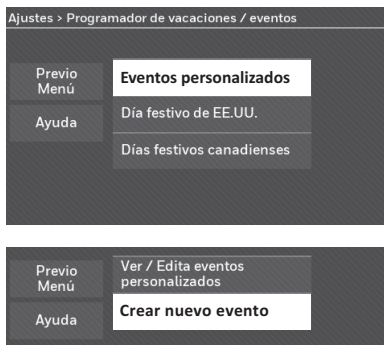 Ajustes > Programador de vacaciones / eventos
Previo
Menú
Ayuda
Eventos personalizados
Día festivo de EE.UU.
Días festivos canadienses
Previo
Menú
Ayuda
Ver / Edita eventos
personalizados
Crear nuevo evento